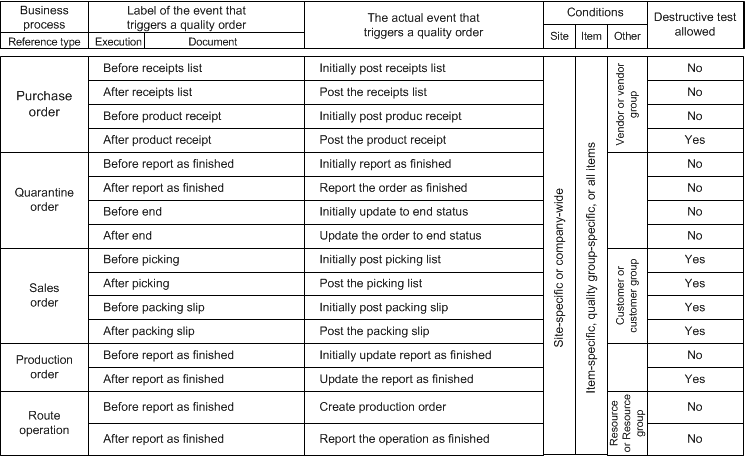 Business process
Label of the event that triggers a quality order
The actual event that triggers a quality order
Conditions
Destructive test allowed
Reference type
Execution
Document
Site
Item
Other
Purchase order
Before receipts list
Initially post receipts list
No
After receipts list
Post the receipts list
No
Before product receipt
Initially post produc receipt
No
After product receipt
Post the product receipt
Yes
Vendor or vendor group
Quarantine order
Before report as finished
Initially report as finished
No
After report as finished
Report the order as finished
No
Before end
Initially update to end status
No
After end
Update the order to end status
No
Site-specific or company-wide
Item-specific, quality group-specific, or all items
Sales order
Before picking
Initially post picking list
Yes
After picking
Post the picking list
Yes
Before packing slip
Initially post packing slip
Yes
After packing slip
Post the packing slip
Yes
Customer or customer group
Production order
Before report as finished
Initially update report as finished
No
After report as finished
Update the report as finished
Yes
Route operation
Before report as finished
Create production order
No
After report as finished
Report the operation as finished
No
Resource or Resource group